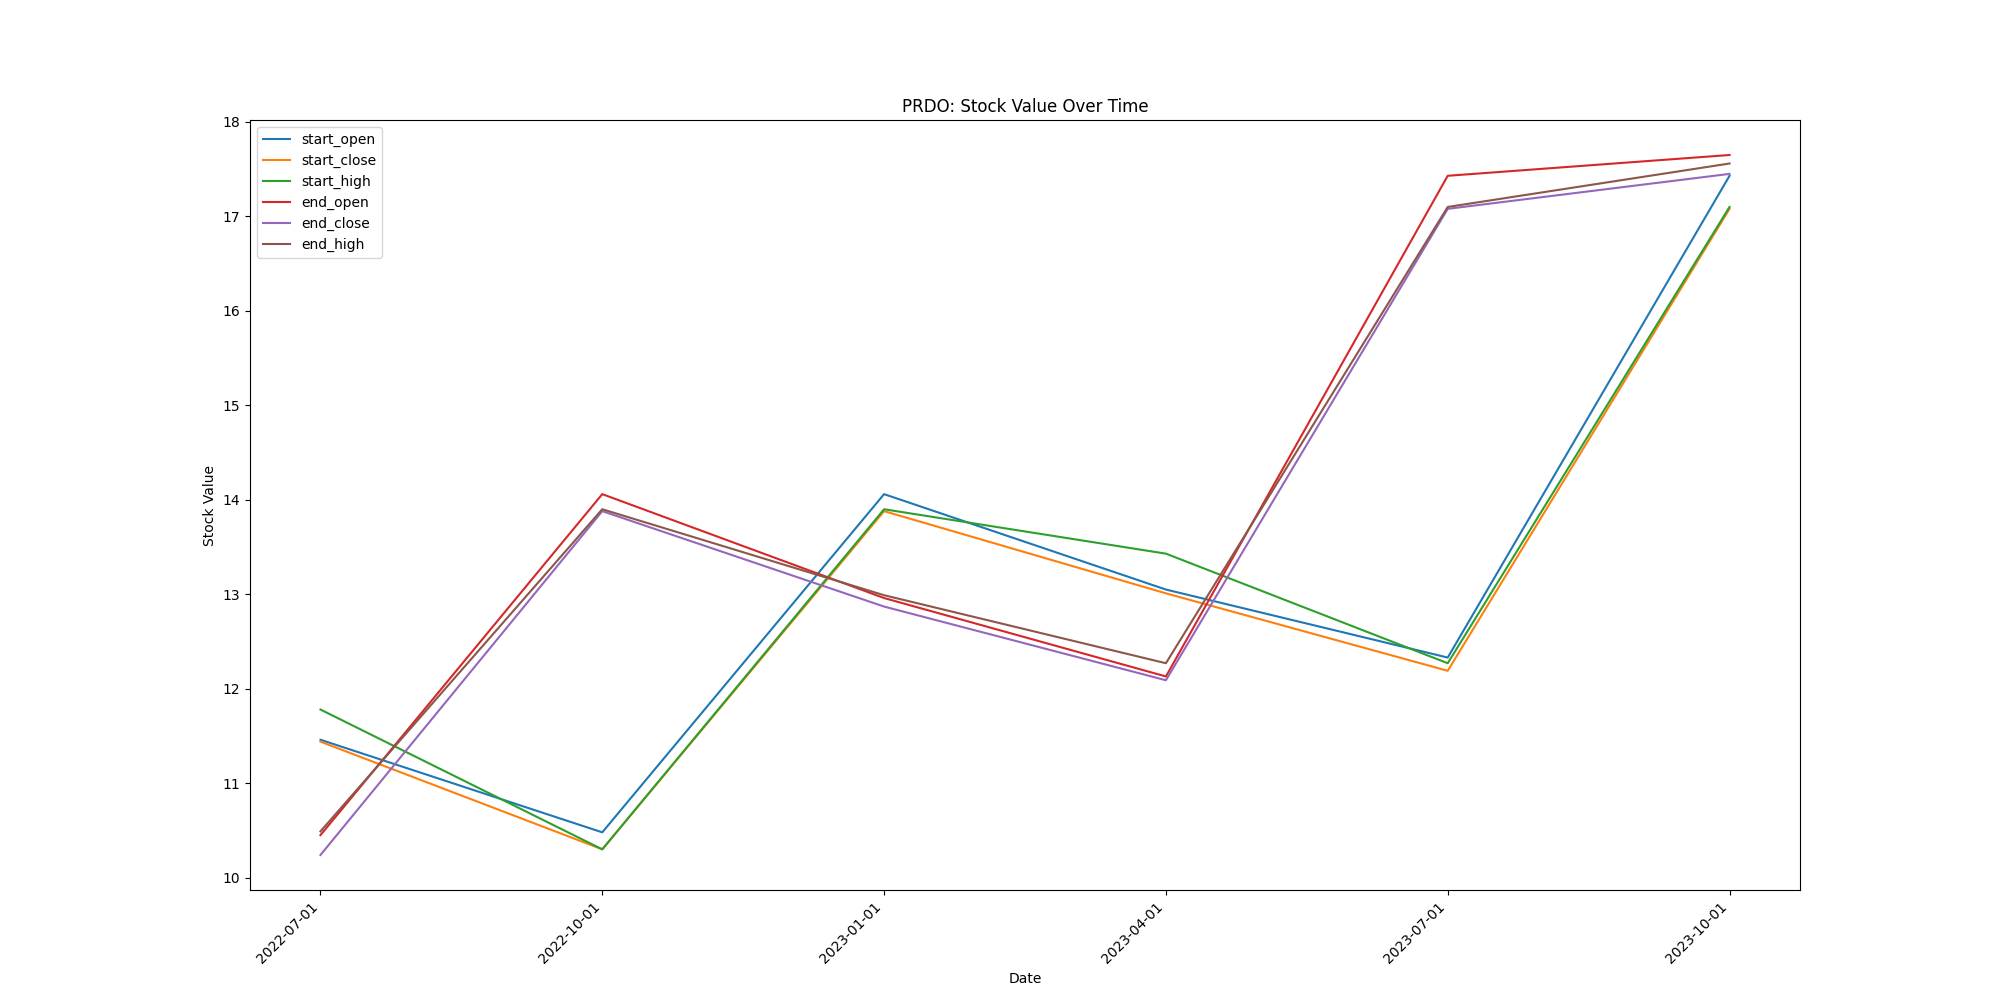 PRDO: Stock Value Over Time
18
17
16
15
14
13
12
11
10
Stock Value
start_open
start_close
start_high
end_open
end_close
end_high
2022-07-01
2022-10-01
2023-01-01
2023-04-01
2023-07-01
2023-10-01
Date